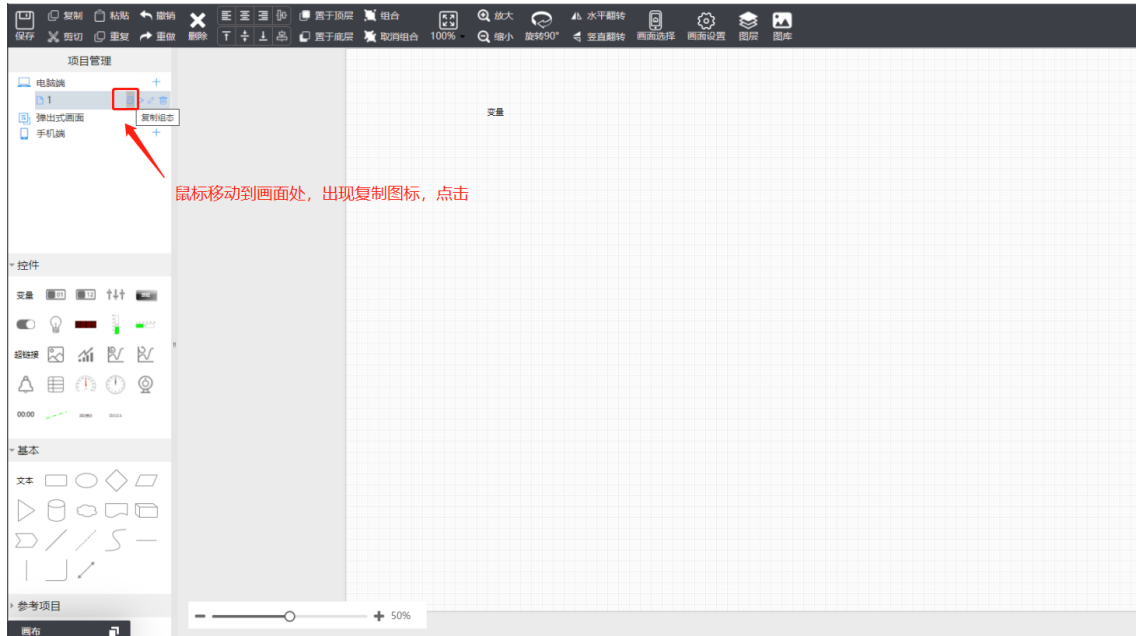 复制 粘贴 撤销 置于顶层 组合 放大 水平翻转
保存 剪切 重复 重做 删除 置于底层 取消组合 100% 缩小 旋转90° 竖直翻转 画面选择 画面设置 图层 图库
项目管理
电脑端
1
弹出式画面
复制组态
手机端
变量
鼠标移动到画面处，出现复制图标，点击
控件
变量 01 12
超链接
00:00
基本
文本
参考项目
50%
画布